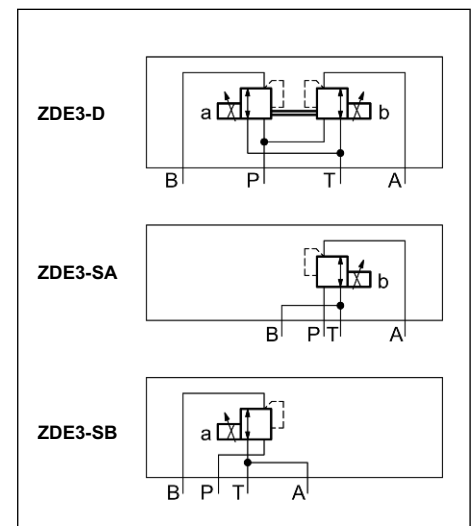 ZDE3-D
a b
B P T A
ZDE3-SA
b
B P T A
ZDE3-SB
a
B P T A